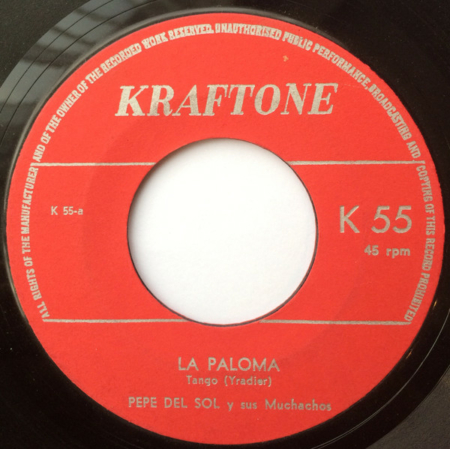 ALL RIGHTS OF THE MANUFACTURER AND OF THE OWNER OF THE RECORDED WORK RESERVED. UNAUTHORISED PUBLIC PERFORMANCE, BROADCASTING AND COPYING OF THIS RECORD PROHIBITED
KRAFTONE
K 55-a
K 55
45 rpm
LA PALOMA
Tango (Yradier)
PEPE DEL SOL y sus Muchachos